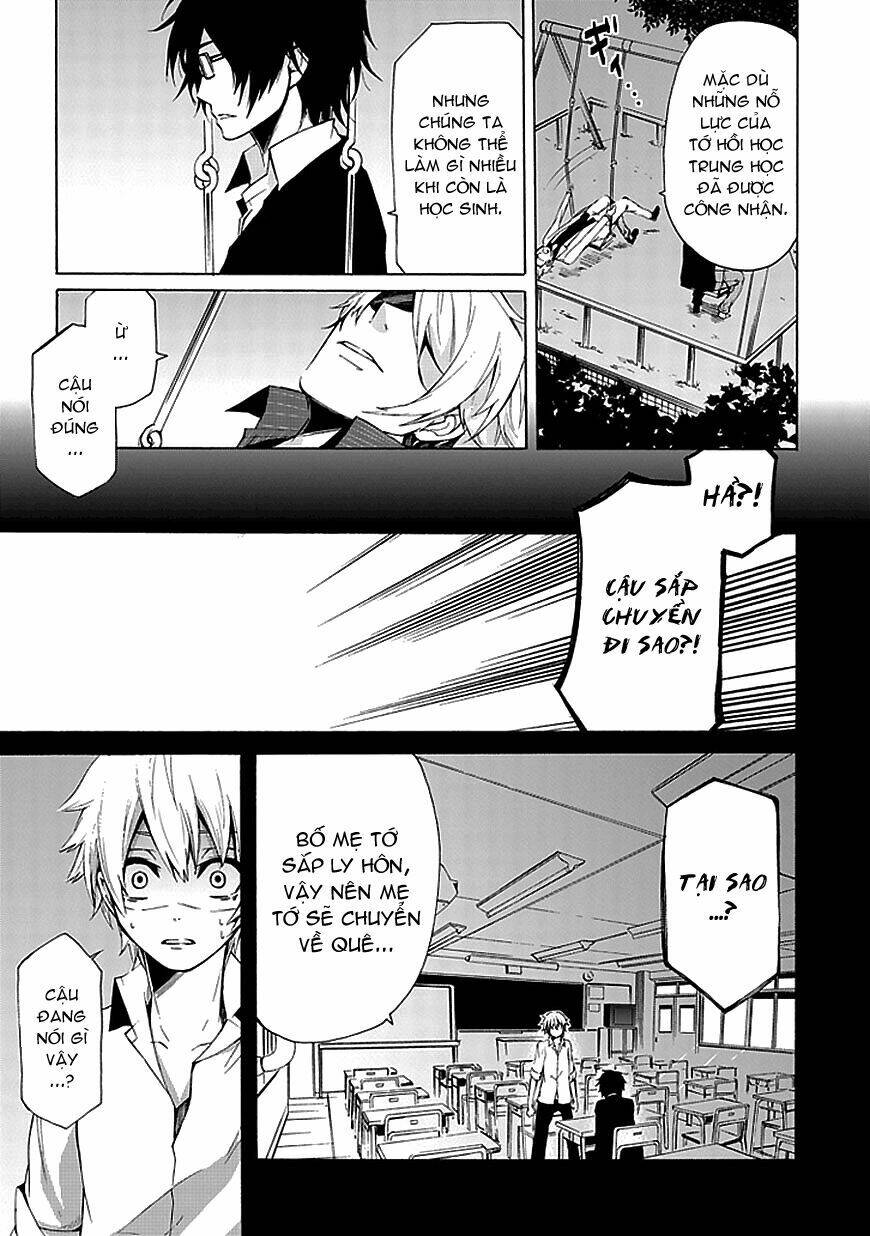 MẶC DÙ
NHỮNG NỖ
LỰC CỦA
TỚ HỒI HỌC
TRUNG HỌC
ĐÃ ĐƯỢC
CÔNG NHẬN.
NHƯNG
CHÚNG TA
KHÔNG THỂ
LÀM GÌ NHIỀU
KHI CÒN LÀ
HỌC SINH.
Ừ
...
CẬU
NÓI
ĐÚNG
...
HẢ?!
CẬU SẮP
CHUYỂN
ĐI SAO?!
TẠI SAO
....?
BỐ MẸ TỚ
SẮP LY HÔN,
VẬY NÊN MẸ
TỚ SẼ CHUYỂN
VỀ QUÊ...
CẬU
ĐANG
NÓI GÌ
VẬY
...?